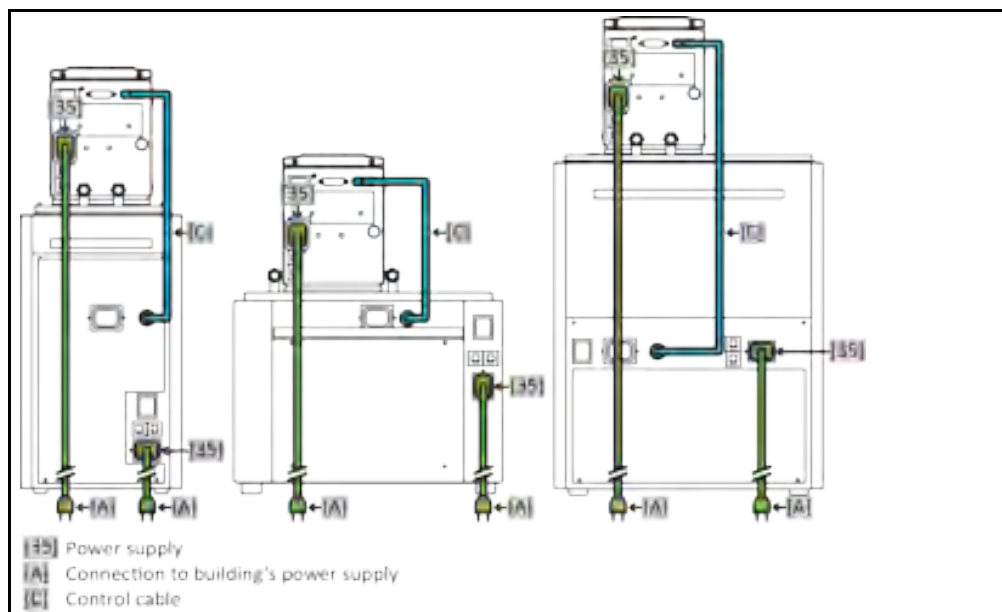 [35]
[35]
[35]
[C]
[C]
[C]
[35]
[35]
[35]
[A]
[A]
[A]
[A]
[A]
[A]
[35] Power supply
[A] Connection to building's power supply
[C] Control cable